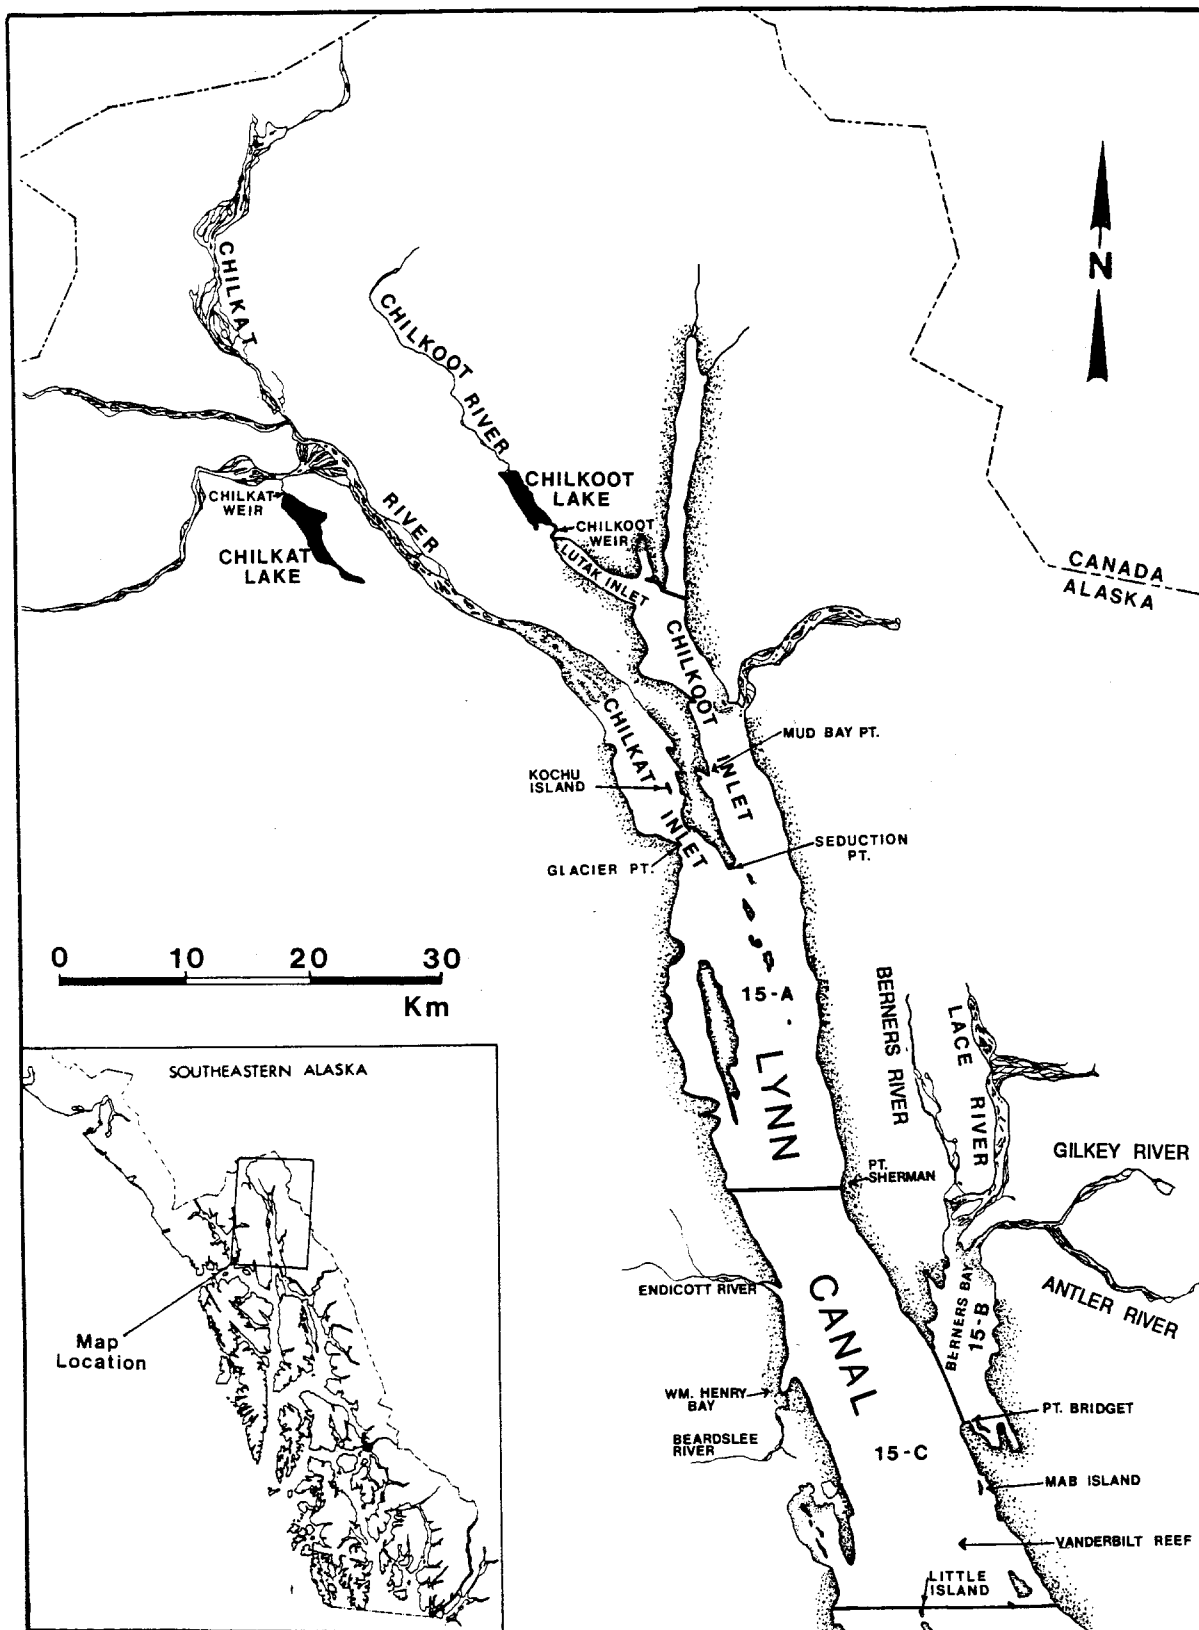 CHILKAT
CHILKOOT RIVER
N
CHILKOOT
LAKE
CHILKAT
WEIR
RIVER
CHILKOOT
WEIR
CHILKAT
LAKE
LUTAK INLET
CANADA
ALASKA
CHILKOOT
INLET
CHILKAT
INLET
MUD BAY PT.
KOCHU
ISLAND
SEDUCTION
PT.
GLACIER PT.
0 10 20 30
Km
15-A
BERNERS RIVER
LACE
RIVER
LYNN
SOUTHEASTERN ALASKA
GILKEY RIVER
PT.
SHERMAN
ENDICOTT RIVER
CANAL
BERNERS BAY
15-B
ANTLER RIVER
Map
Location
WM. HENRY
BAY
PT. BRIDGET
BEARDSLEE
RIVER
15-C
MAB ISLAND
VANDERBILT REEF
LITTLE
ISLAND